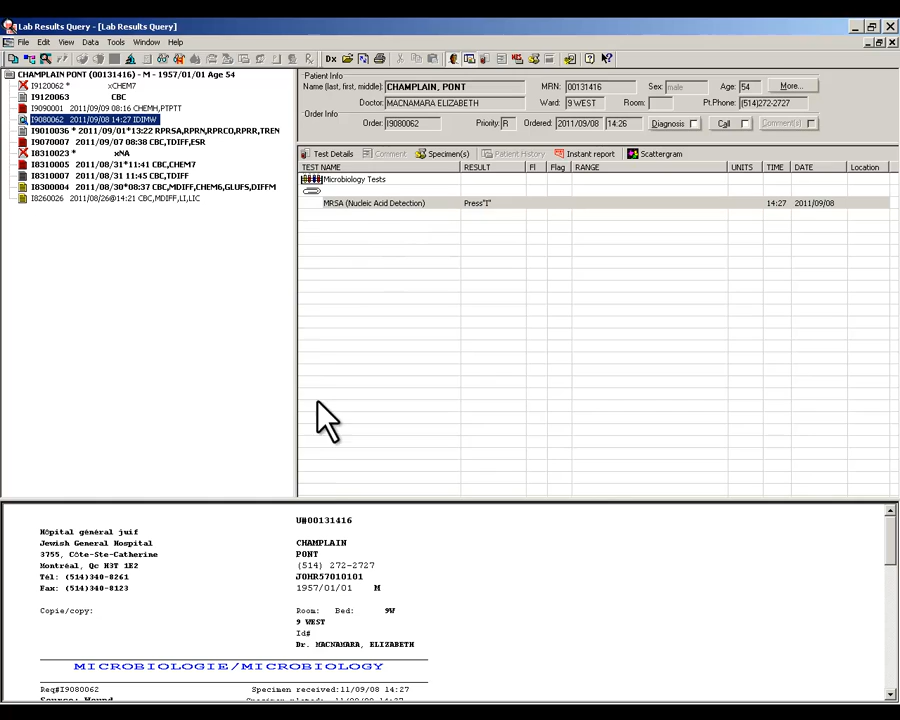 Lab Results Query - [Lab Results Query]
File Edit View Data Tools Window Help
CHAMPLAIN PONT (00131416) - M - 1957/01/01 Age 54
I9120062 * xCHEM7
I9120063 CBC
I9090001 2011/09/09 08:16 CHEMH,PTPTT
I9080062 2011/09/08 14:27 IDIMW
I9010036 * 2011/09/01*13:22 RPRSA,RPRN,RPRCO,RPRR,TREN
I9070007 2011/09/07 08:38 CBC,TDIFF,ESR
I8310023 * xNA
I8310005 2011/08/31*11:41 CBC,CHEM7
I8310007 2011/08/31 11:45 CBC,TDIFF
I8300004 2011/08/30*08:37 CBC,MDIFF,CHEM6,GLUFS,DIFFM
I8260026 2011/08/26@14:21 CBC,MDIFF,LI,LIC
Patient Info
Name (last, first, middle): CHAMPLAIN, PONT MRN: 00131416 Sex: male Age: 54 More...
Doctor: MACNAMARA ELIZABETH Ward: 9 WEST Room: Pt.Phone: (514)272-2727
Order Info
Order: I9080062 Priority: R Ordered: 2011/09/08 14:26 Diagnosis Call Comment(s)
Test Details Comment Specimen(s) Patient History Instant report Scattergram
TEST NAME RESULT Fl Flag RANGE UNITS TIME DATE Location
Microbiology Tests
MRSA (Nucleic Acid Detection) Press"I" 14:27 2011/09/08
U#00131416
Hôpital général juif
Jewish General Hospital CHAMPLAIN
3755, Côte-Ste-Catherine PONT
Montréal, Qc H3T 1E2 (514) 272-2727
Tél: (514)340-8261 JOHR57010101
Fax: (514)340-8123 1957/01/01 M
Copie/copy: Room: Bed: 9W
9 WEST
Id#
Dr. MACNAMARA, ELIZABETH
MICROBIOLOGIE/MICROBIOLOGY
Req#I9080062 Specimen received:11/09/08 14:27
Source: Wound Specimen plated: 11/09/08 14:27